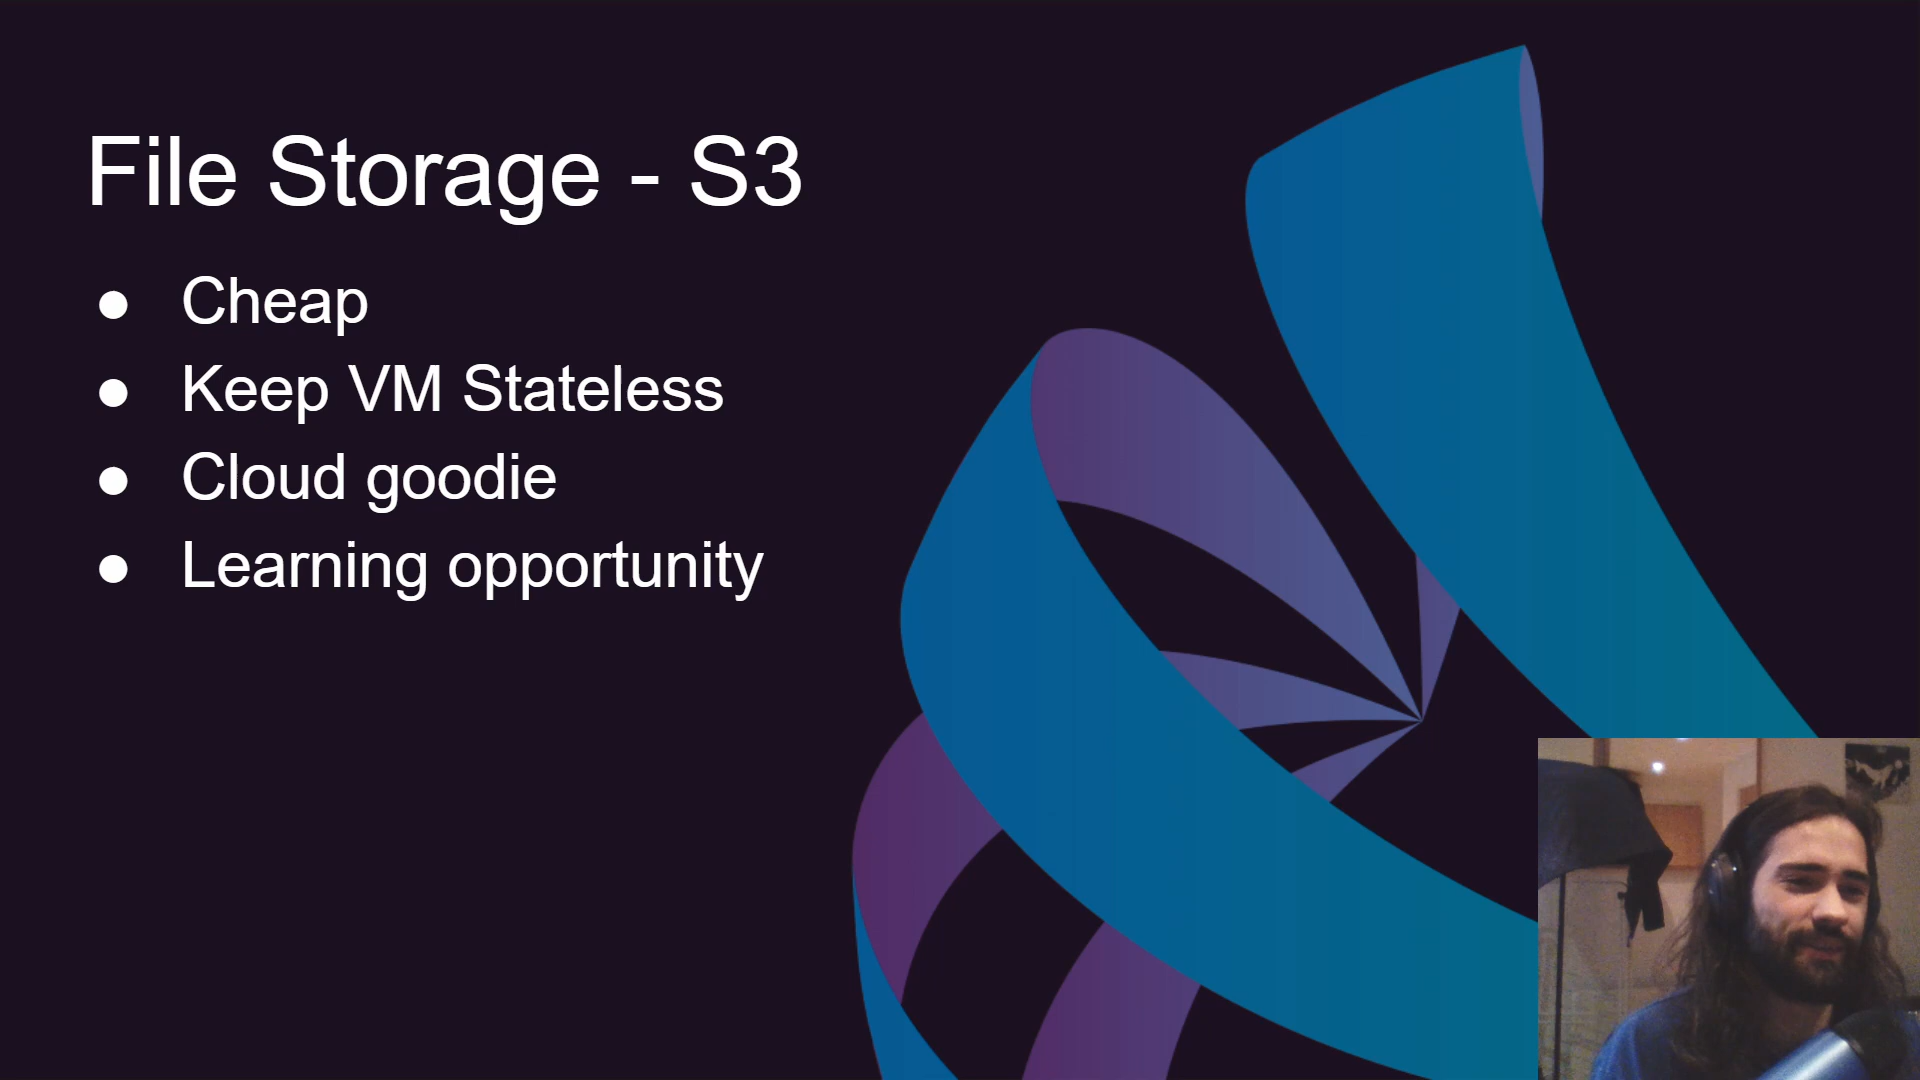 File Storage - S3
● Cheap
● Keep VM Stateless
● Cloud goodie
● Learning opportunity